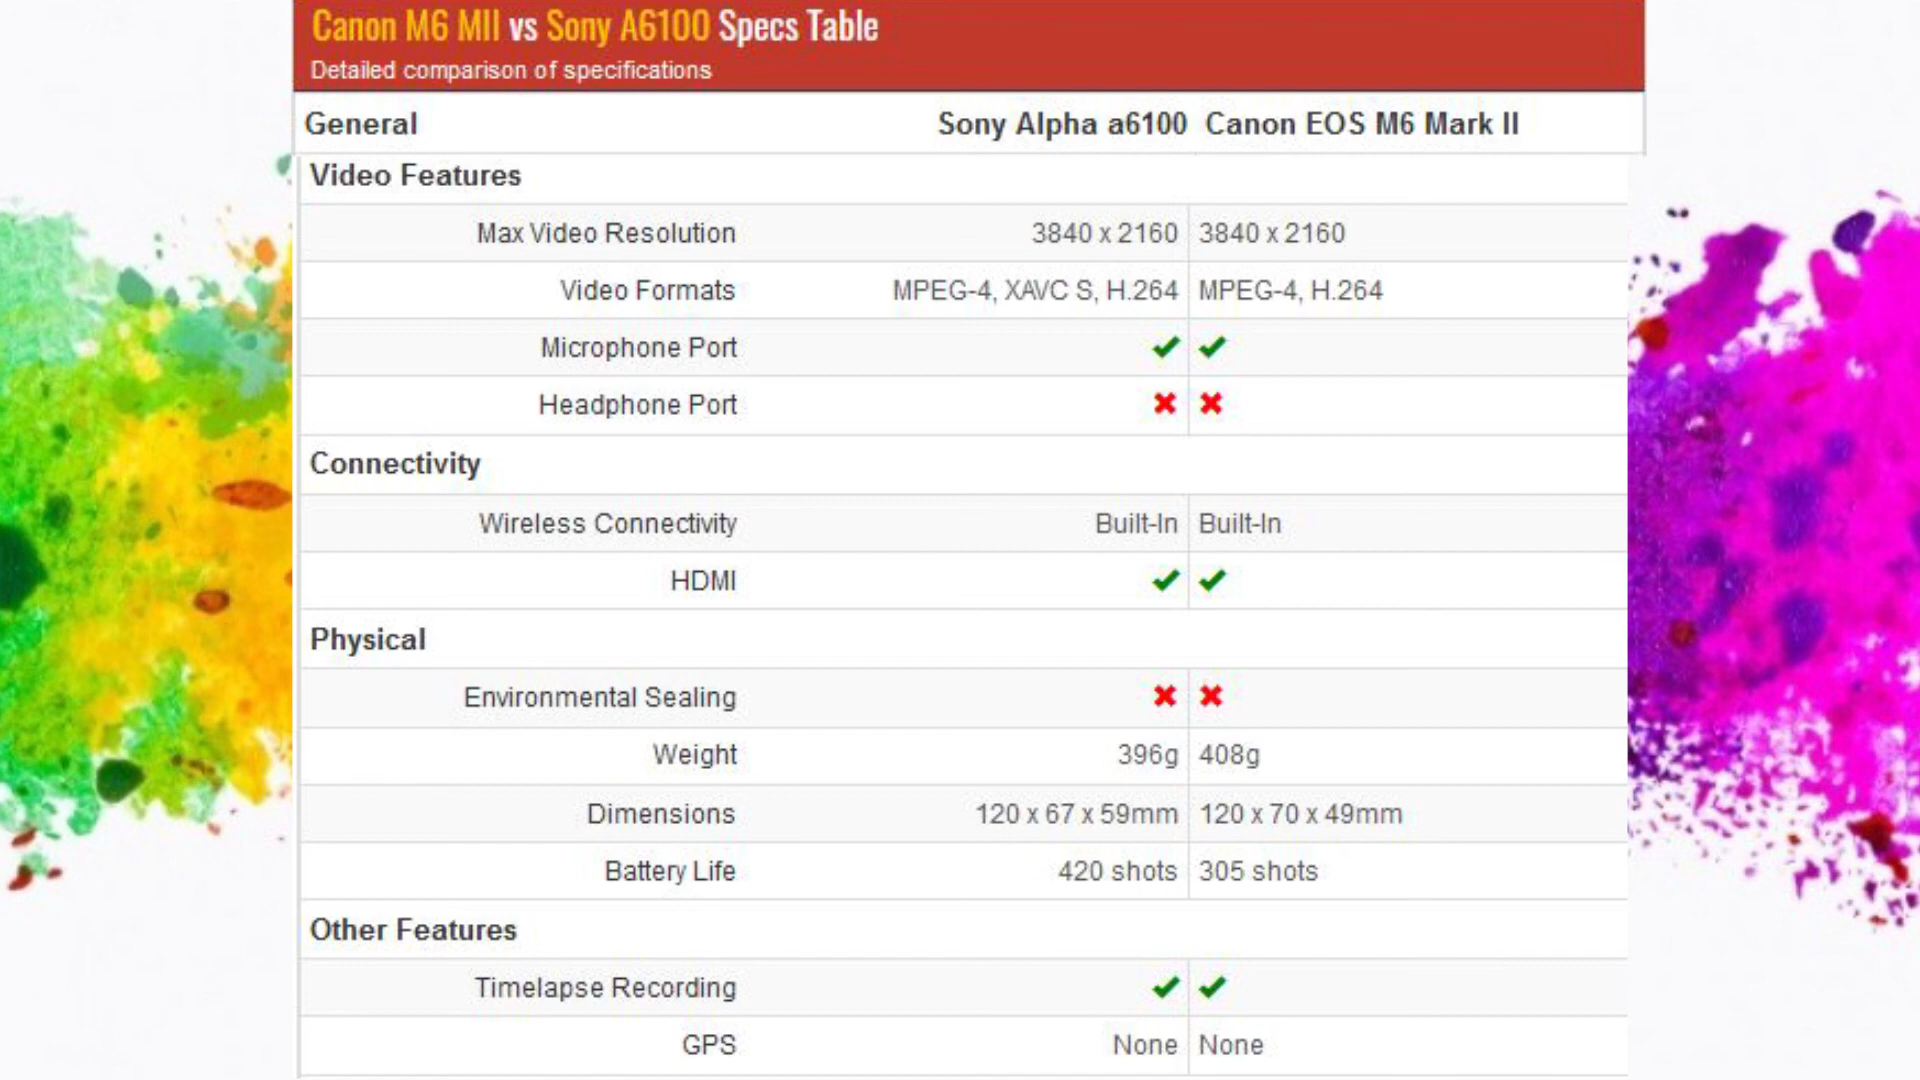 Canon M6 MII vs Sony A6100 Specs Table
Detailed comparison of specifications
General Sony Alpha a6100 Canon EOS M6 Mark II
Video Features
Max Video Resolution 3840 x 2160 3840 x 2160
Video Formats MPEG-4, XAVC S, H.264 MPEG-4, H.264
Microphone Port
Headphone Port
Connectivity
Wireless Connectivity Built-In Built-In
HDMI
Physical
Environmental Sealing
Weight 396g 408g
Dimensions 120 x 67 x 59mm 120 x 70 x 49mm
Battery Life 420 shots 305 shots
Other Features
Timelapse Recording
GPS None None